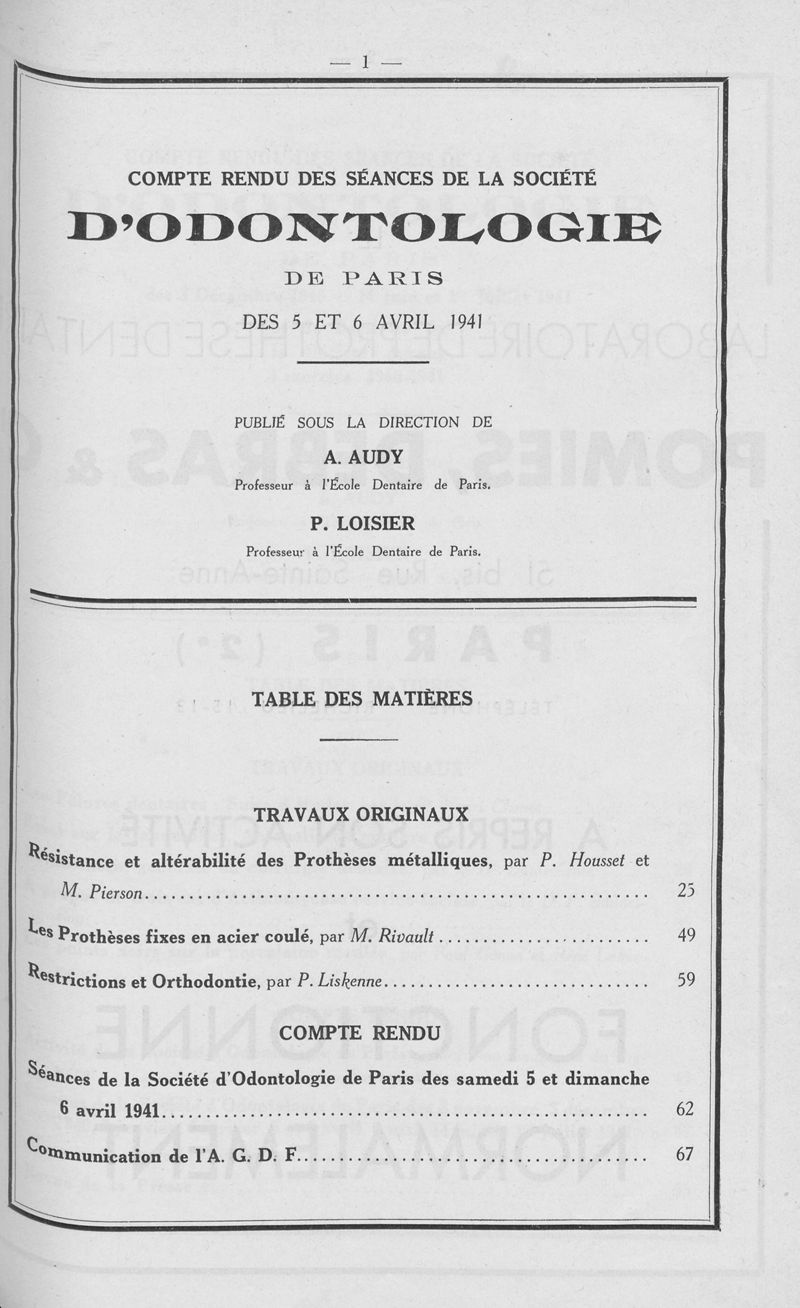 — 1 —
COMPTE RENDU DES SÉANCES DE LA SOCIÉTÉ
D'ODONTOLOGIE
DE PARIS
DES 5 ET 6 AVRIL 1941
PUBLIÉ SOUS LA DIRECTION DE
A. AUDY
Professeur à l'École Dentaire de Paris.
P. LOISIER
Professeur à l'École Dentaire de Paris.
TABLE DES MATIÈRES
TRAVAUX ORIGINAUX
Résistance et altérabilité des Prothèses métalliques, par P. Housset et
M. Pierson........................................................ 25
Les Prothèses fixes en acier coulé, par M. Rivault........................ 49
Restrictions et Orthodontie, par P. Liskenne.............................. 59
COMPTE RENDU
Séances de la Société d'Odontologie de Paris des samedi 5 et dimanche
6 avril 1941...................................................... 62
Communication de l'A. G. D. F........................................ 67